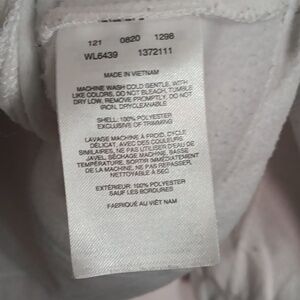 121 0820 1298
WL6439 1372111
MADE IN VIETNAM
MACHINE WASH COLD GENTLE, WITH
LIKE COLORS, DO NOT BLEACH, TUMBLE
DRY LOW, REMOVE PROMPTLY, DO NOT
IRON, DRYCLEANABLE
SHELL: 100% POLYESTER
EXCLUSIVE OF TRIMMING
LAVAGE MACHINE À FROID, CYCLE
DÉLICAT, AVEC DES COULEURS
SIMILAIRES, NE PAS UTILISER D'EAU DE
JAVEL, SÉCHAGE MACHINE, BASSE
TEMPÉRATURE, SORTIR IMMÉDIATEMENT
DE LA MACHINE, NE PAS REPASSER,
NETTOYABLE À SEC
EXTÉRIEUR: 100% POLYESTER
SAUF LES BORDURES
FABRIQUÉ AU VIÊT NAM